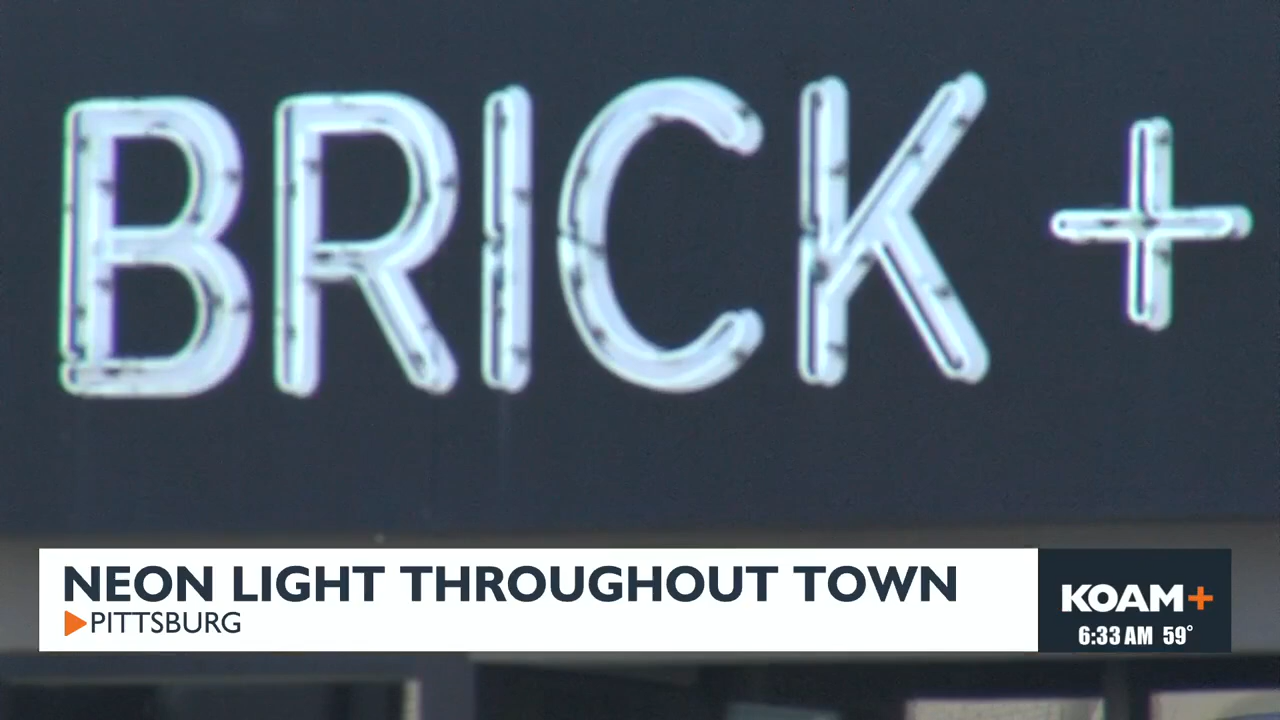 BRICK +
NEON LIGHT THROUGHOUT TOWN
PITTSBURG
KOAM+
6:33 AM 59°